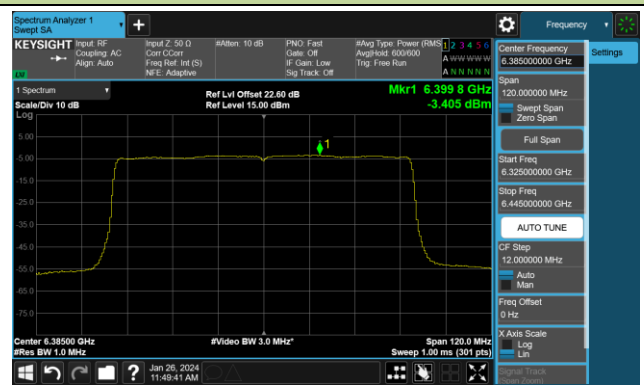 Spectrum Analyzer 1
Swept SA
Frequency
KEYSIGHT
Input: RF
Coupling: AC
Align: Auto
Input Z: 50 Ω
Corr CCorr
Freq Ref: Int (S)
NFE: Adaptive
#Atten: 10 dB
PNO: Fast
Gate: Off
IF Gain: Low
Sig Track: Off
#Avg Type: Power (RMS
Avg|Hold: 600/600
Trig: Free Run
1 2 3 4 5 6
A W W W W W
A N N N N N
LXI
1 Spectrum
Scale/Div 10 dB
Log
Ref Lvl Offset 22.60 dB
Ref Level 15.00 dBm
Mkr1 6.399 8 GHz
-3.405 dBm
1
5.00
-5.00
-15.0
-25.0
-35.0
-45.0
-55.0
-65.0
-75.0
Center 6.38500 GHz
#Res BW 1.0 MHz
#Video BW 3.0 MHz*
Span 120.0 MHz
Sweep 1.00 ms (301 pts)
Center Frequency
6.385000000 GHz
Settings
Span
120.000000 MHz
Swept Span
Zero Span
Full Span
Start Freq
6.325000000 GHz
Stop Freq
6.445000000 GHz
AUTO TUNE
CF Step
12.000000 MHz
Auto
Man
Freq Offset
0 Hz
X Axis Scale
Log
Lin
Signal Track
(Span Zoom)
?
Jan 26, 2024
11:49:41 AM